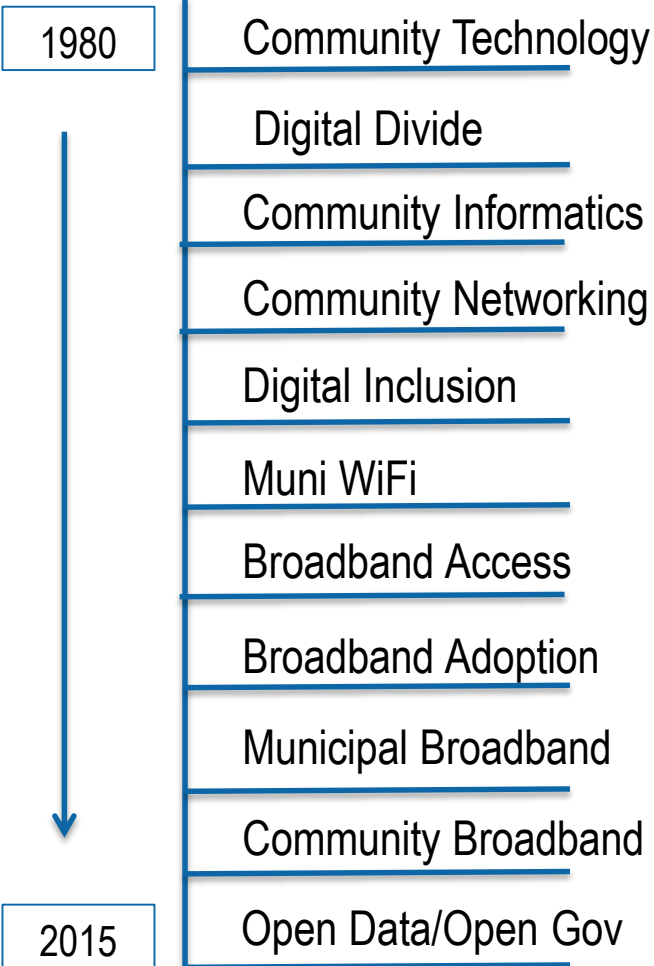 1980
Community Technology
Digital Divide
Community Informatics
Community Networking
Digital Inclusion
Muni WiFi
Broadband Access
Broadband Adoption
Municipal Broadband
Community Broadband
2015
Open Data/Open Gov